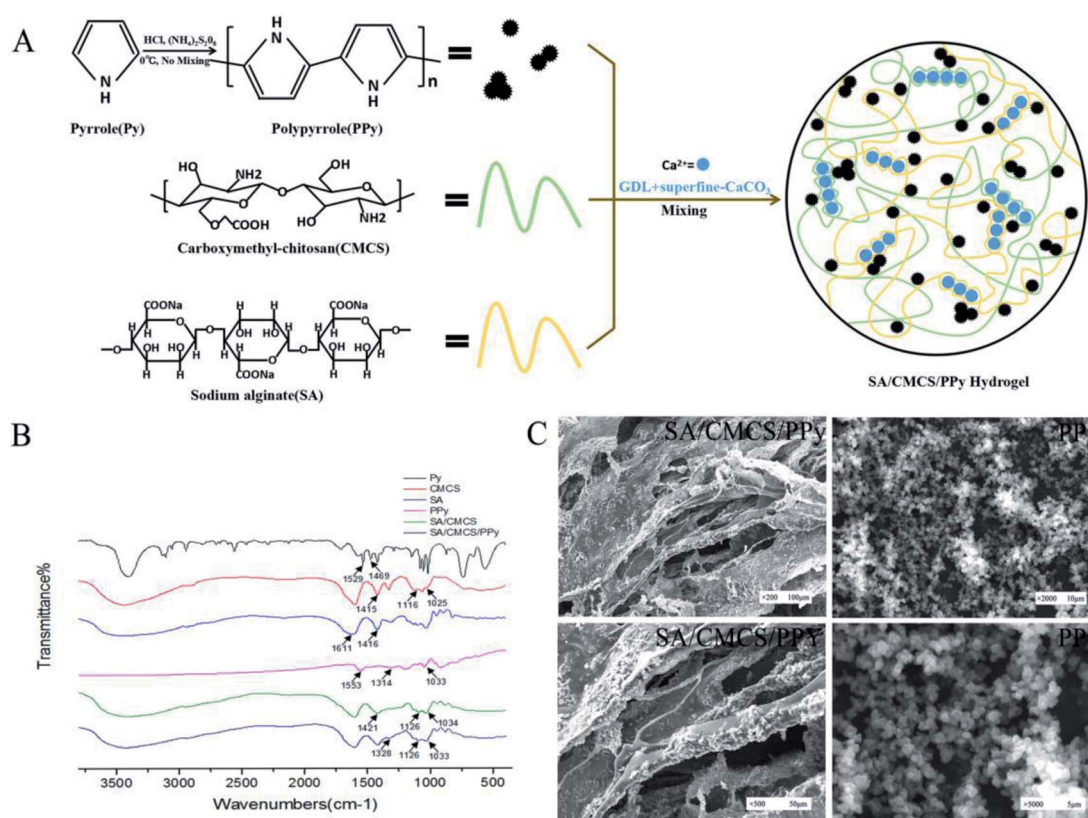 A
HCl, (NH₄)₂S₂0₈
0°C, No Mixing
H
N
N
H
N
H
n
Pyrrole(Py)
Polypyrrole(PPy)
=
HO
NH2
OH
O
O
O
O
HO
NH2
COOH
Carboxymethyl-chitosan(CMCS)
=
COONa
COONa
COONa
H
OH
O
Sodium alginate(SA)
=
Ca²⁺=
GDL+superfine-CaCO₃
Mixing
SA/CMCS/PPy Hydrogel
B
Py
CMCS
SA
PPy
SA/CMCS
SA/CMCS/PPy
Transmittance%
1529 1469
1415 1116 1025
1611 1416
1553 1314 1033
1421 1126 1034
1328 1126 1033
3500 3000 2500 2000 1500 1000 500
Wavenumbers(cm-1)
C
SA/CMCS/PPy
×200 100μm
PP
×2000 10μm
SA/CMCS/PPY
×500 50μm
PP
×5000 5μm